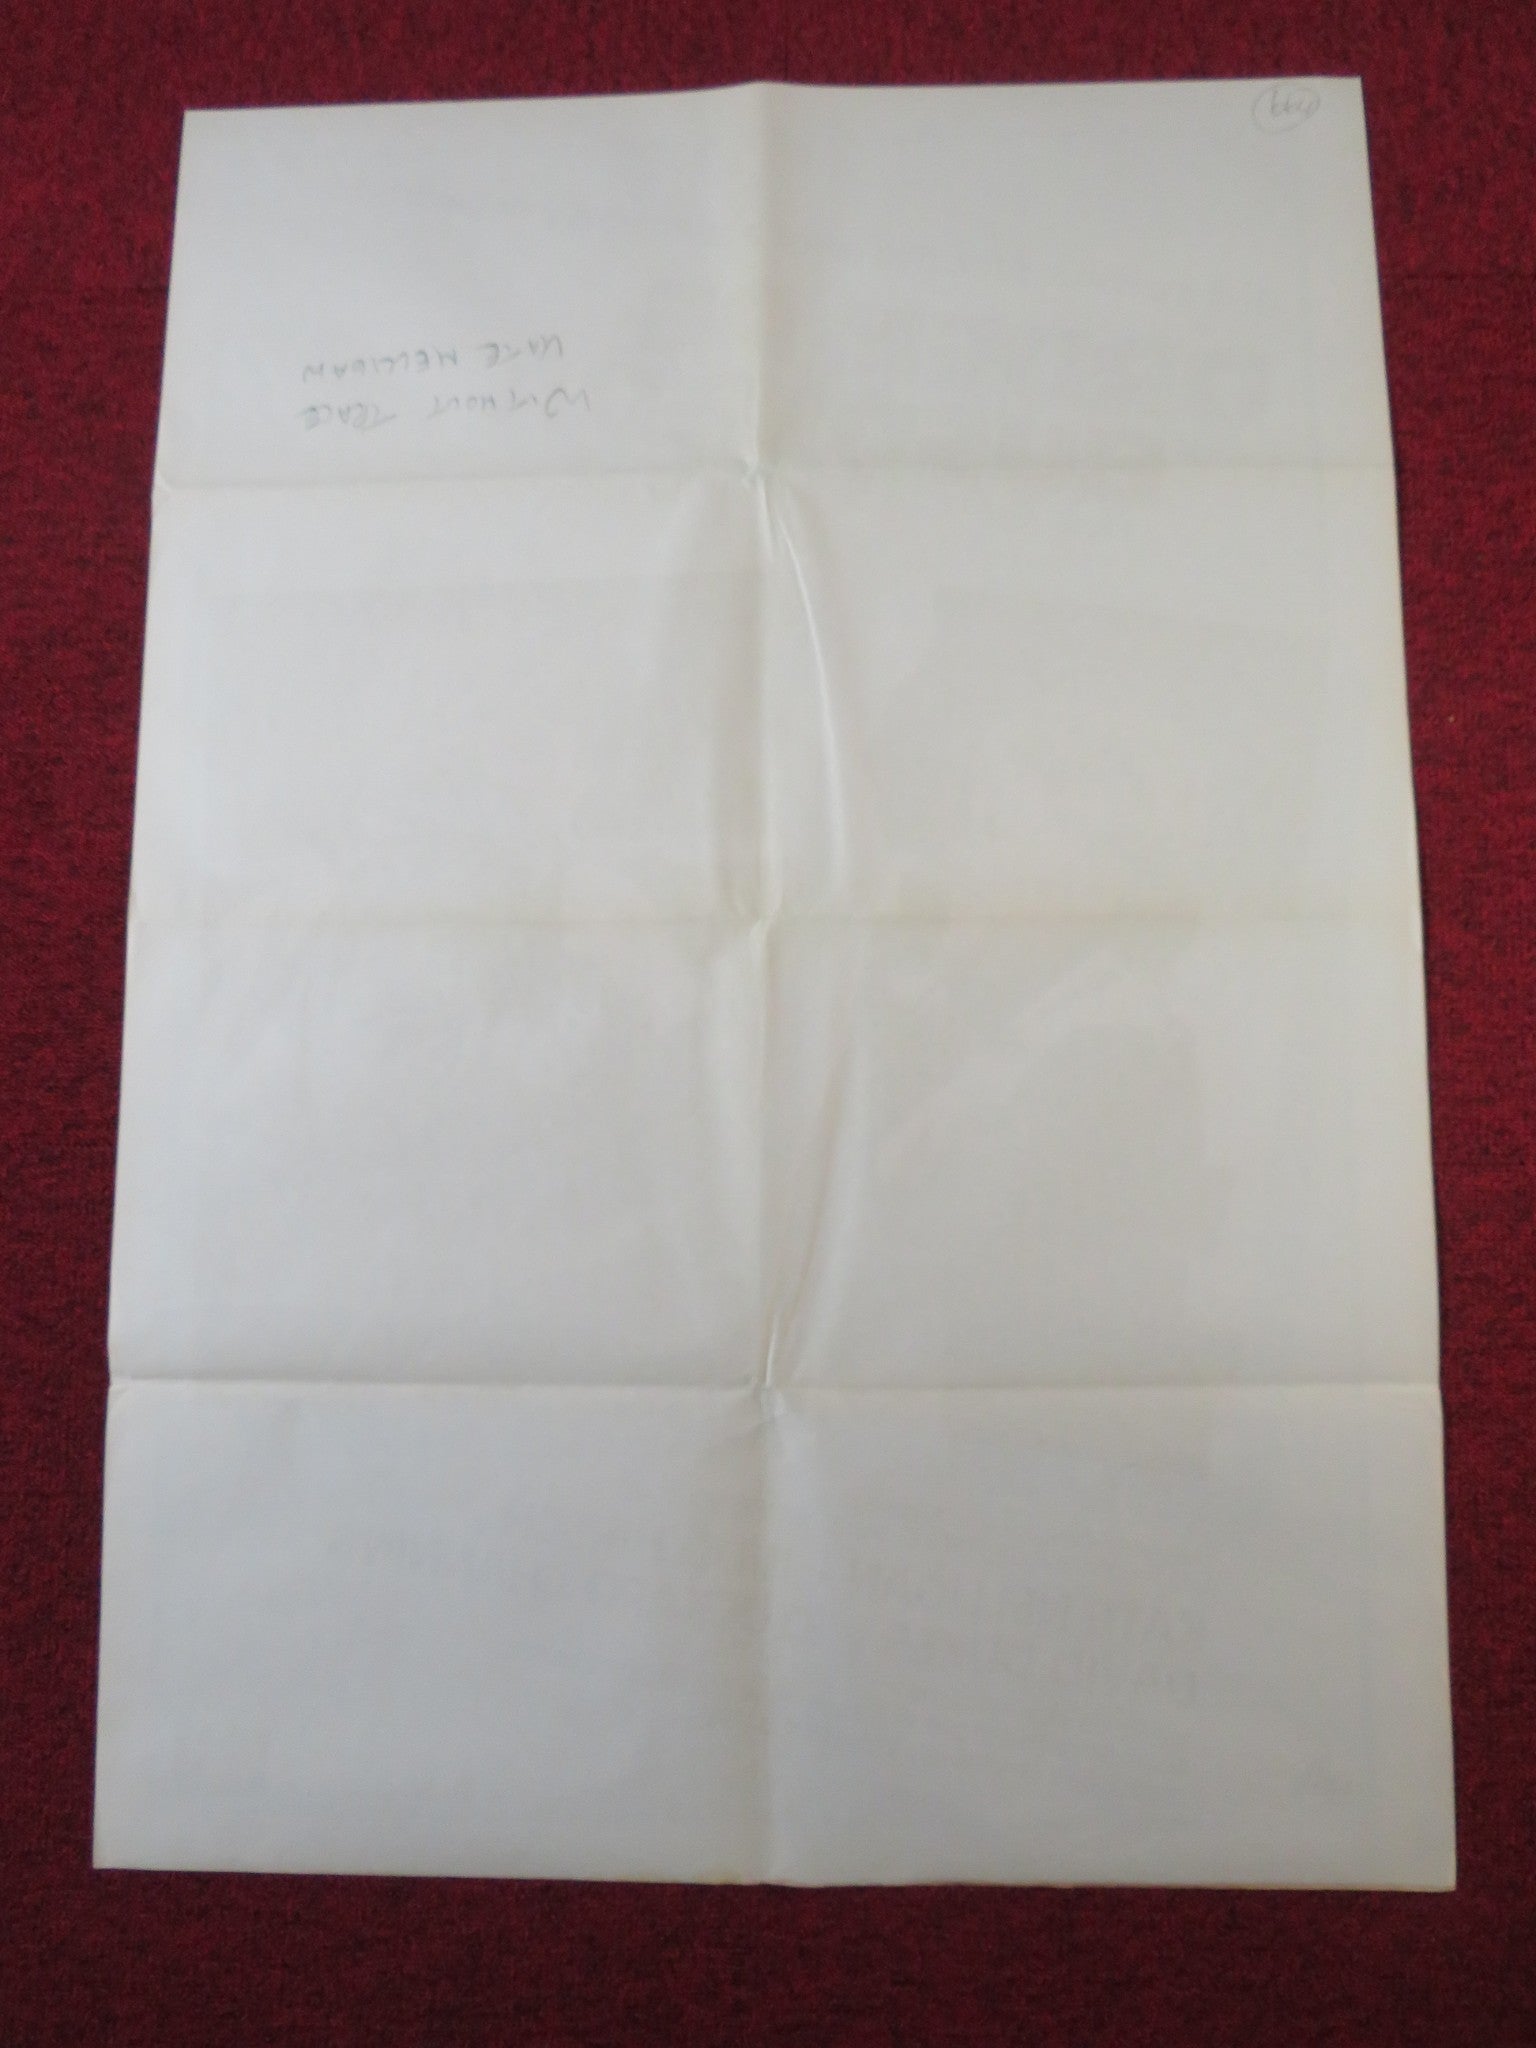 WITHOUT TRACE
KATE NELLIGAN